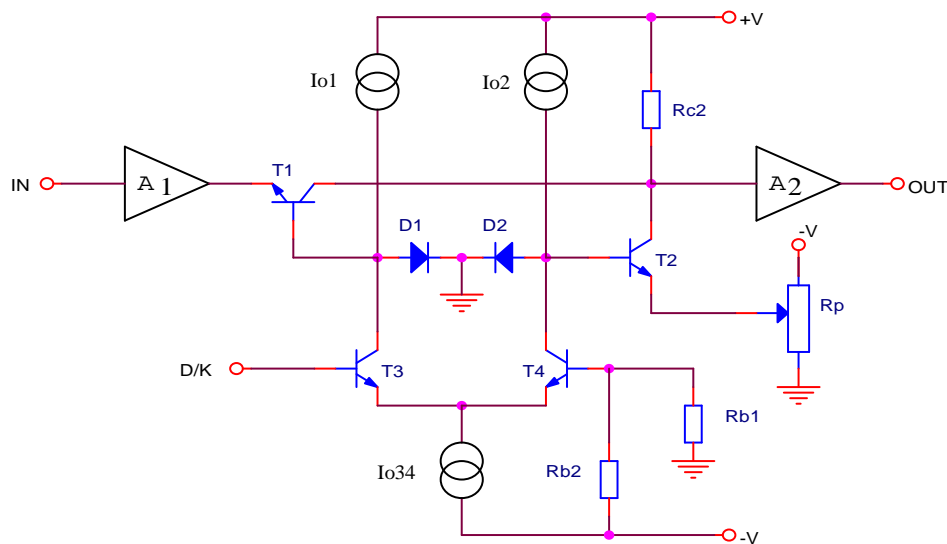 +V
Io1
Io2
Rc2
T1
IN
A1
A2
OUT
D1
D2
T2
-V
Rp
D/K
T3
T4
Rb1
Io34
Rb2
-V